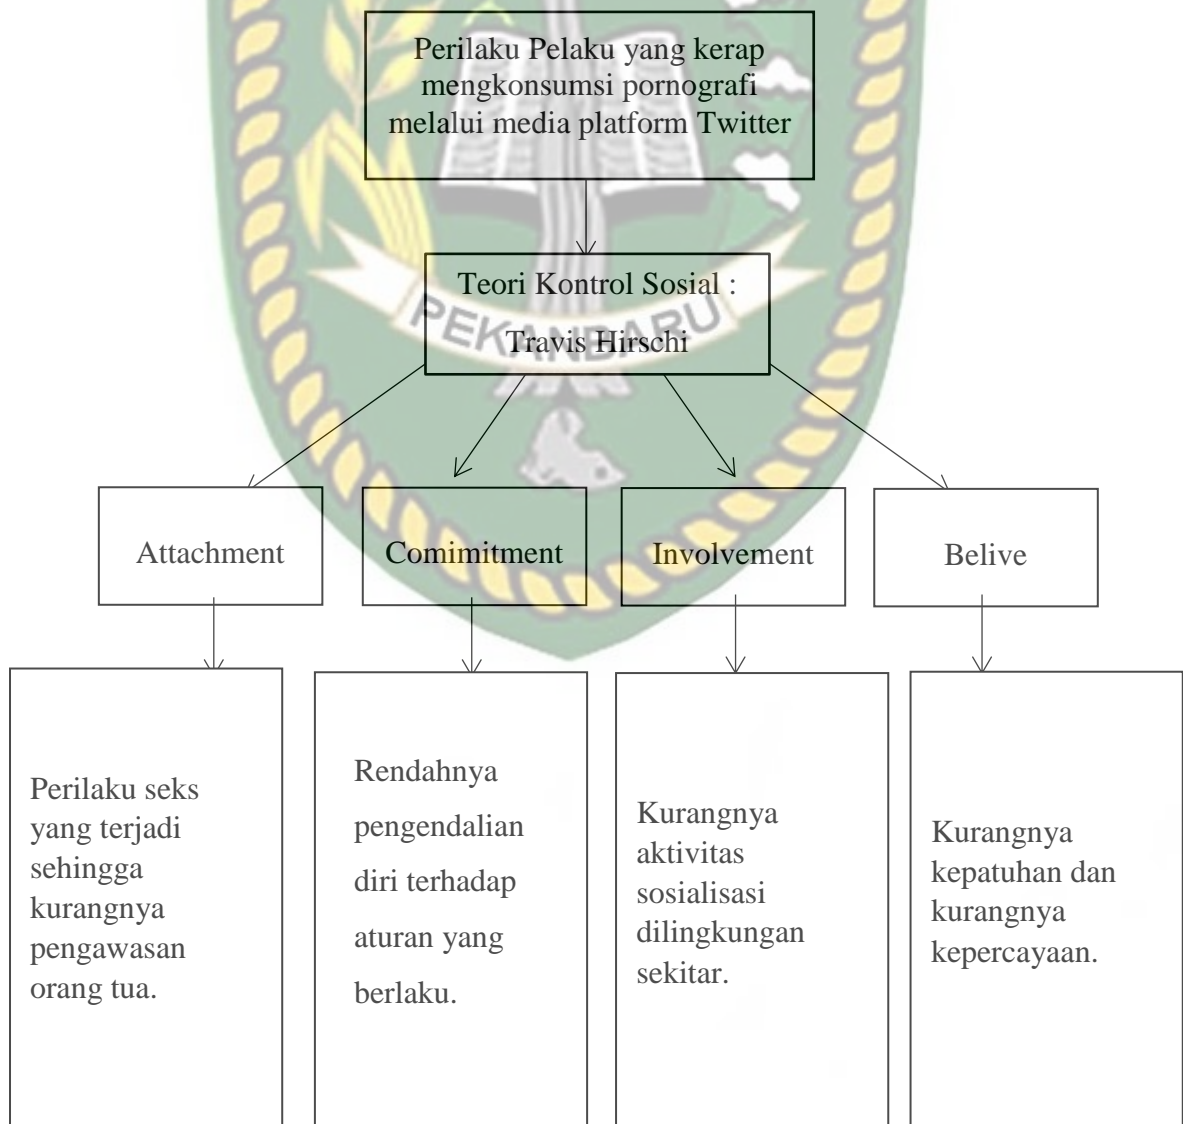 Perilaku Pelaku yang kerap
mengkonsumsi pornografi
melalui media platform Twitter
Teori Kontrol Sosial :
Travis Hirschi
PEKANBARU
Attachment
Comimitment
Involvement
Belive
Perilaku seks
yang terjadi
sehingga
kurangnya
pengawasan
orang tua.
Rendahnya
pengendalian
diri terhadap
aturan yang
berlaku.
Kurangnya
aktivitas
sosialisasi
dilingkungan
sekitar.
Kurangnya
kepatuhan dan
kurangnya
kepercayaan.